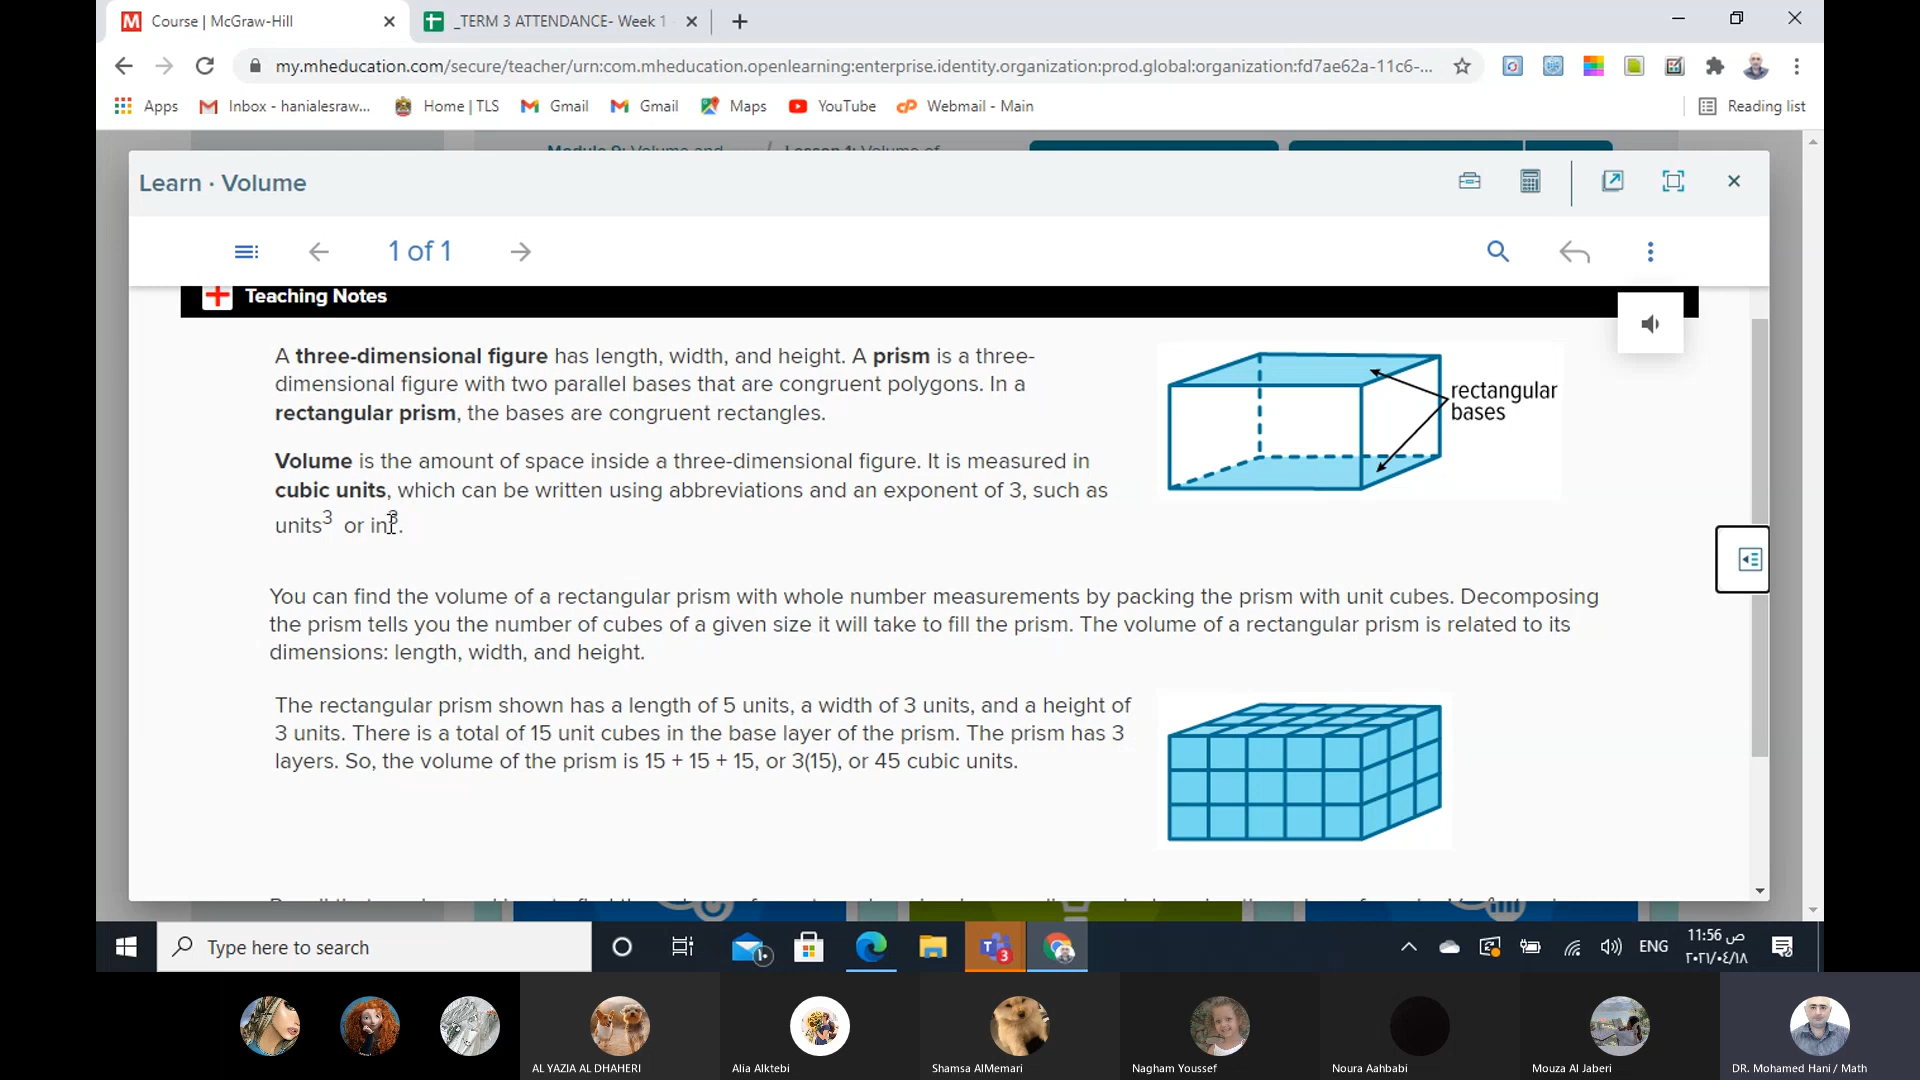 Course | McGraw-Hill
_TERM 3 ATTENDANCE- Week 1
my.mheducation.com/secure/teacher/urn:com.mheducation.openlearning:enterprise.identity.organization:prod.global:organization:fd7ae62a-11c6-...
Apps
Inbox - hanialesraw...
Home | TLS
Gmail
Gmail
Maps
YouTube
Webmail - Main
Reading list
Learn · Volume
1 of 1
Teaching Notes
A three-dimensional figure has length, width, and height. A prism is a three-
dimensional figure with two parallel bases that are congruent polygons. In a
rectangular prism, the bases are congruent rectangles.
rectangular
bases
Volume is the amount of space inside a three-dimensional figure. It is measured in
cubic units, which can be written using abbreviations and an exponent of 3, such as
units³ or in³.
You can find the volume of a rectangular prism with whole number measurements by packing the prism with unit cubes. Decomposing
the prism tells you the number of cubes of a given size it will take to fill the prism. The volume of a rectangular prism is related to its
dimensions: length, width, and height.
The rectangular prism shown has a length of 5 units, a width of 3 units, and a height of
3 units. There is a total of 15 unit cubes in the base layer of the prism. The prism has 3
layers. So, the volume of the prism is 15 + 15 + 15, or 3(15), or 45 cubic units.
Type here to search
3
ENG
11:56 ص
٢٠٢١/٠٤/١٨
AL YAZIA AL DHAHERI
Alia Alktebi
Shamsa AlMemari
Nagham Youssef
Noura Aahbabi
Mouza Al Jaberi
DR. Mohamed Hani / Math